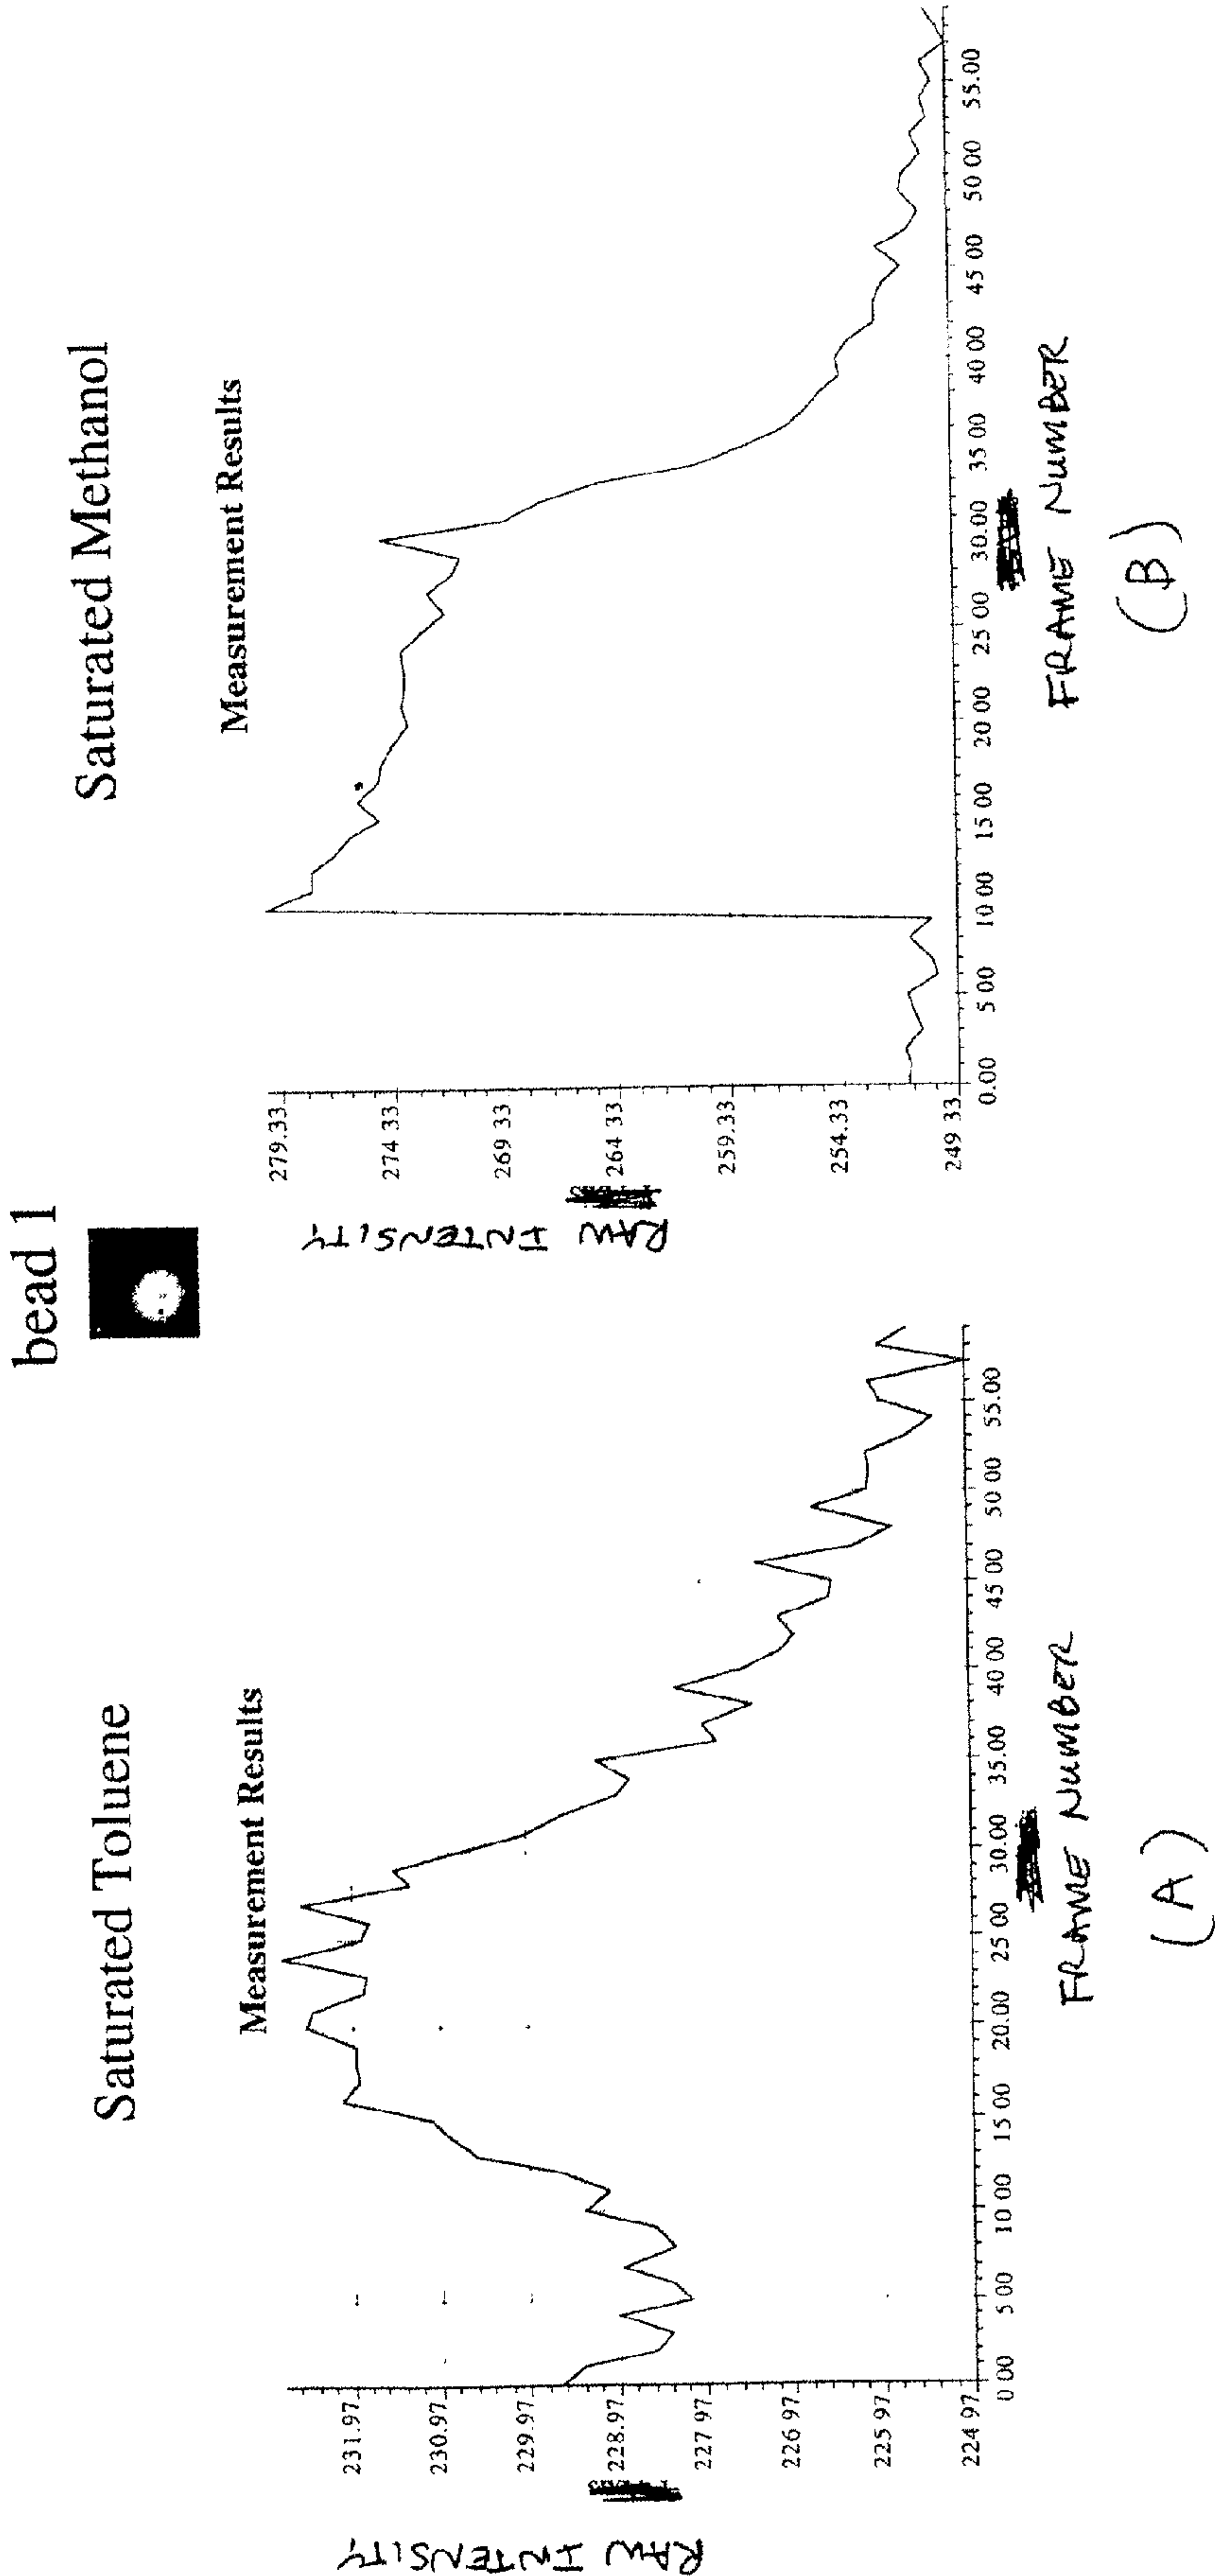 bead 1
Saturated Toluene
Measurement Results
RAW INTENSITY
231.97
230.97
229.97
228.97
227.97
226.97
225.97
224.97
0 00 5 00 10 00 15 00 20.00 25 00 30.00 35.00 40 00 45 00 50 00 55.00
FRAME NUMBER
(A)
Saturated Methanol
Measurement Results
RAW INTENSITY
279.33
274 33
269 33
264 33
259.33
254.33
249 33
0.00 5 00 10 00 15 00 20 00 25 00 30.00 35 00 40 00 45 00 50 00 55.00
FRAME NUMBER
(B)